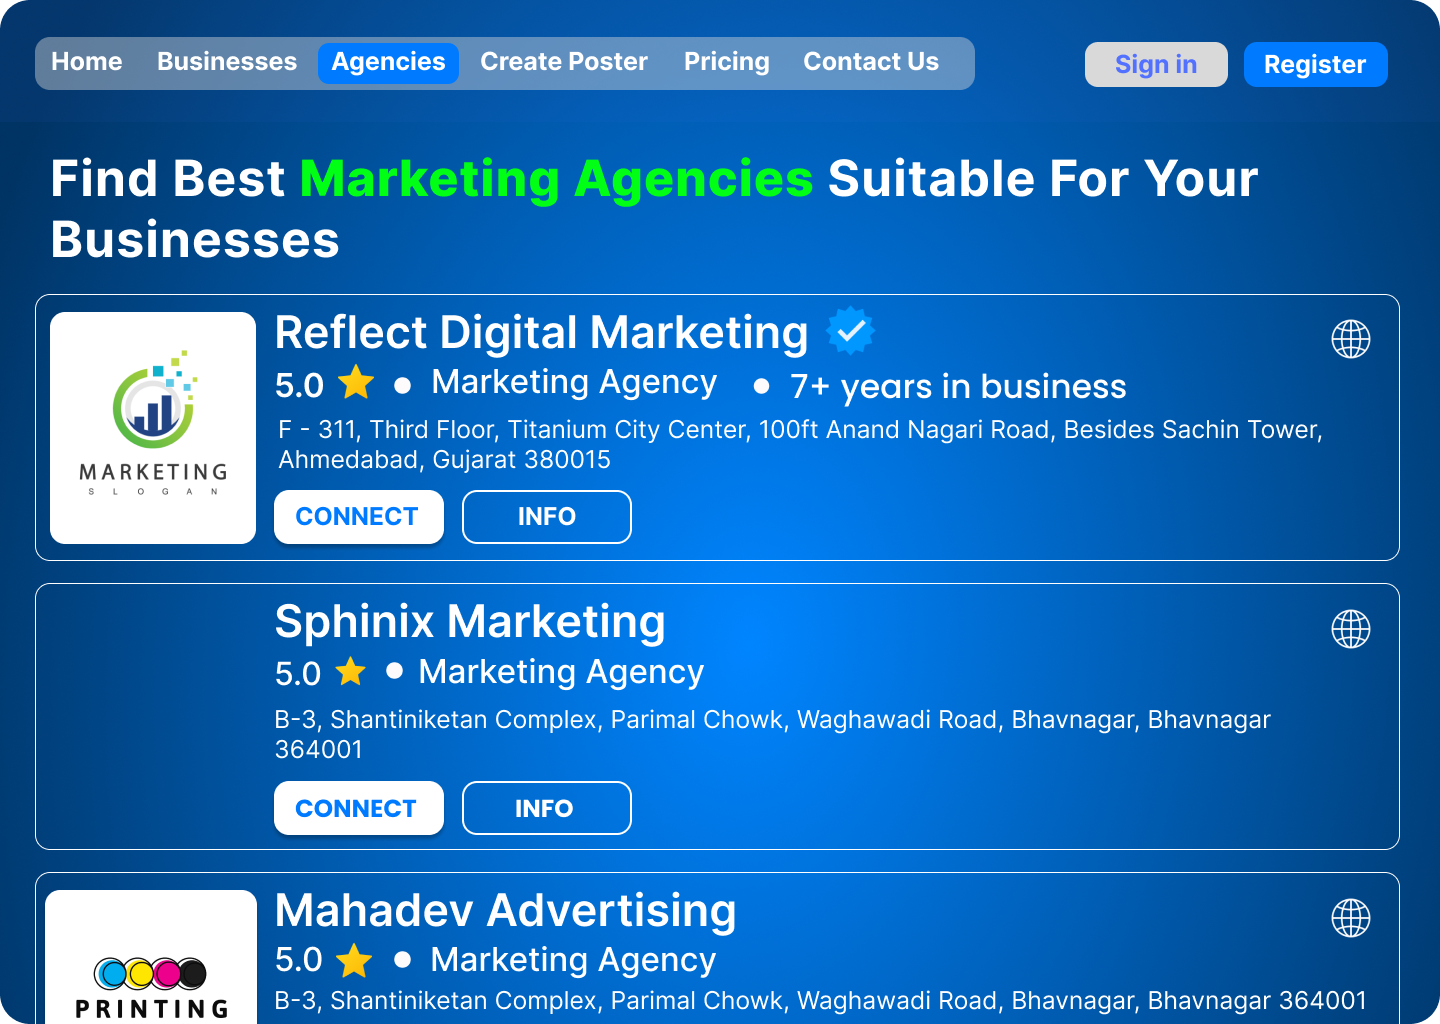 Home Businesses Agencies Create Poster Pricing Contact Us Sign in Register
Find Best Marketing Agencies Suitable For Your
Businesses
Reflect Digital Marketing
5.0 Marketing Agency 7+ years in business
F - 311, Third Floor, Titanium City Center, 100ft Anand Nagari Road, Besides Sachin Tower,
Ahmedabad, Gujarat 380015
MARKETING
SLOGAN
CONNECT INFO
Sphinix Marketing
5.0 Marketing Agency
B-3, Shantiniketan Complex, Parimal Chowk, Waghawadi Road, Bhavnagar, Bhavnagar
364001
CONNECT INFO
Mahadev Advertising
5.0 Marketing Agency
B-3, Shantiniketan Complex, Parimal Chowk, Waghawadi Road, Bhavnagar, Bhavnagar 364001
PRINTING